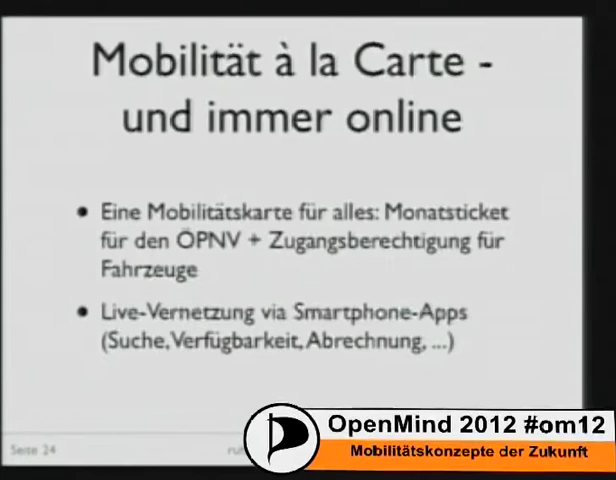 Mobilität à la Carte -
und immer online
• Eine Mobilitätskarte für alles: Monatsticket
für den ÖPNV + Zugangsberechtigung für
Fahrzeuge
• Live-Vernetzung via Smartphone-Apps
(Suche, Verfügbarkeit, Abrechnung, ...)
Seite 24
OpenMind 2012 #om12
Mobilitätskonzepte der Zukunft